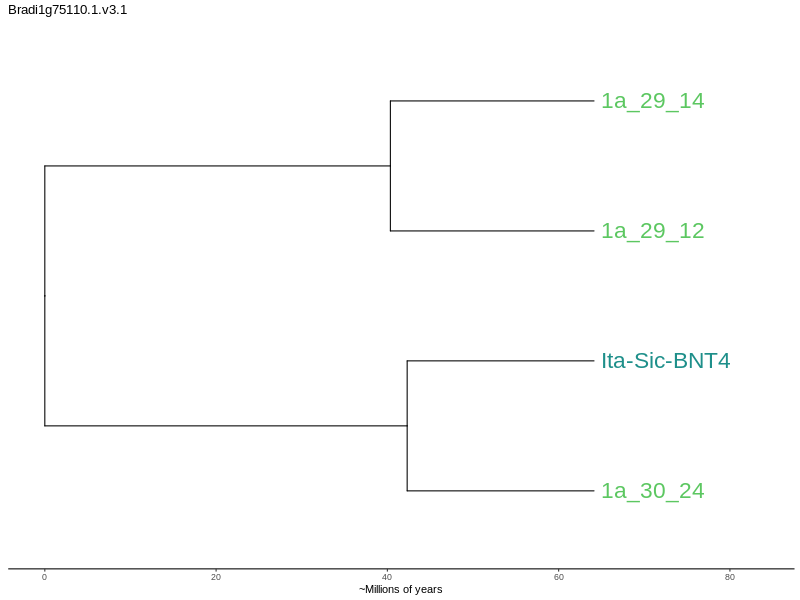 Bradi1g75110.1.v3.1
1a_29_14
1a_29_12
Ita-Sic-BNT4
1a_30_24
0 20 40 60 80
~Millions of years